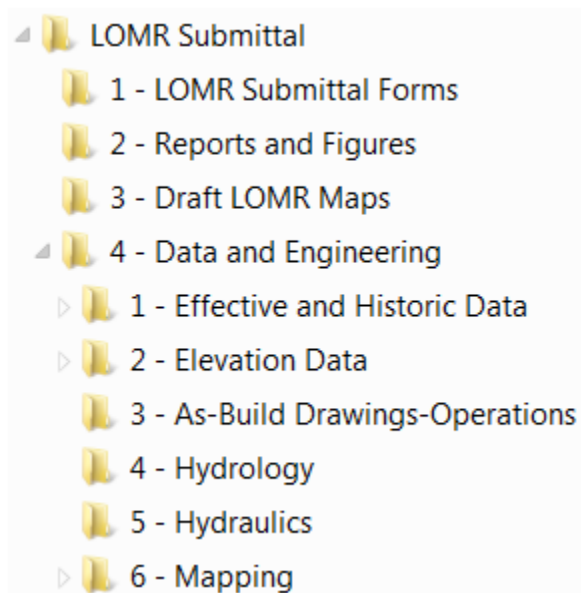 LOMR Submittal
1 - LOMR Submittal Forms
2 - Reports and Figures
3 - Draft LOMR Maps
4 - Data and Engineering
1 - Effective and Historic Data
2 - Elevation Data
3 - As-Build Drawings-Operations
4 - Hydrology
5 - Hydraulics
6 - Mapping